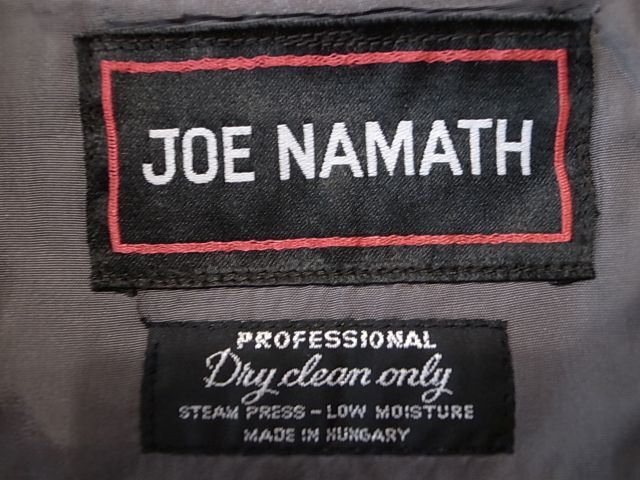 JOE NAMATH
PROFESSIONAL
Dry clean only
STEAM PRESS - LOW MOISTURE
MADE IN HUNGARY